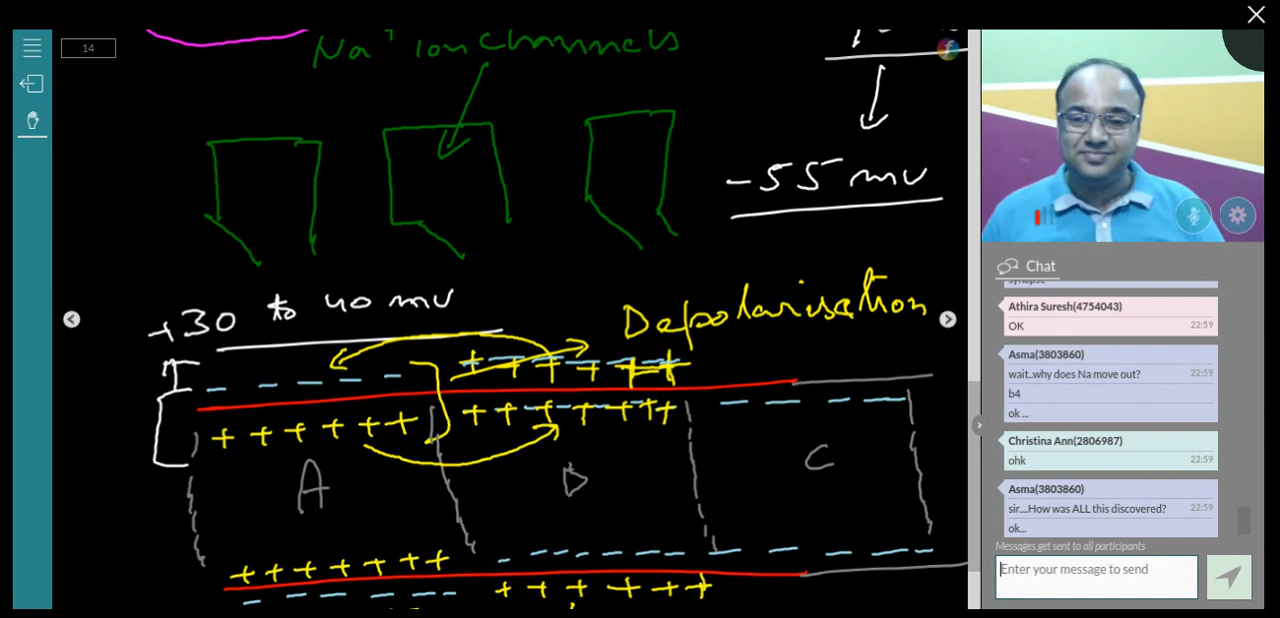 14
Na+ ion channels
-55 mv
+30 to 40 mv
Depolarisation
A
C
Chat
synapse
Athira Suresh(4754043)
OK 22:59
Asma(3803860)
wait..why does Na move out? 22:59
b4
ok ...
Christina Ann(2806987)
ohk 22:59
Asma(3803860)
sir....How was ALL this discovered? 22:59
ok...
Messages get sent to all participants
Enter your message to send